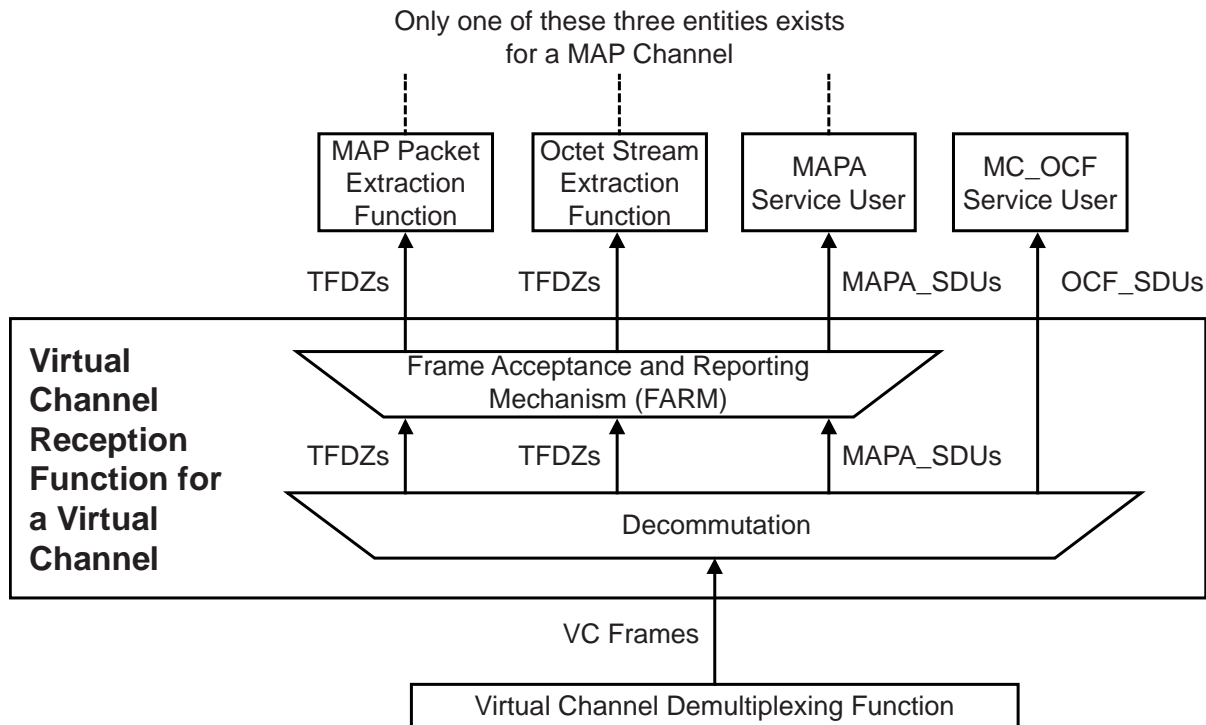 Only one of these three entities exists
for a MAP Channel
MAP Packet
Extraction
Function
Octet Stream
Extraction
Function
MAPA
Service User
MC_OCF
Service User
TFDZs
TFDZs
MAPA_SDUs
OCF_SDUs
Virtual
Channel
Reception
Function for
a Virtual
Channel
Frame Acceptance and Reporting
Mechanism (FARM)
TFDZs
TFDZs
MAPA_SDUs
Decommutation
VC Frames
Virtual Channel Demultiplexing Function